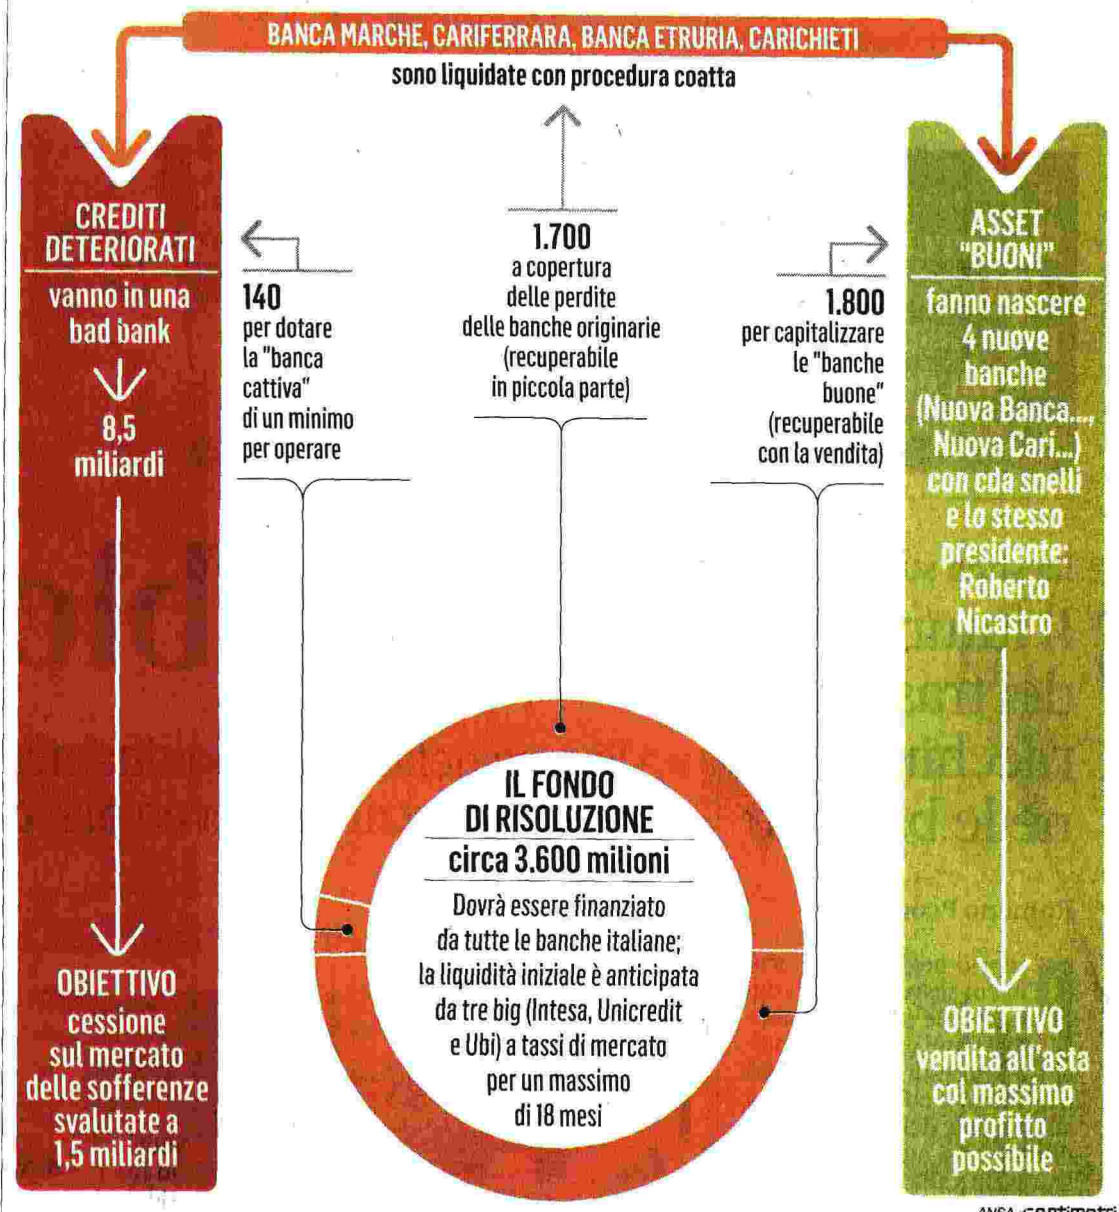 BANCA MARCHE, CARIFERRARA, BANCA ETRURIA, CARICHIETI
sono liquidate con procedura coatta
CREDITI
DETERIORATI
vanno in una
bad bank
8,5
miliardi
OBIETTIVO
cessione
sul mercato
delle sofferenze
svalutate a
1,5 miliardi
140
per dotare
la "banca
cattiva"
di un minimo
per operare
1.700
a copertura
delle perdite
delle banche originarie
(recuperabile
in piccola parte)
1.800
per capitalizzare
le "banche
buone"
(recuperabile
con la vendita)
ASSET
"BUONI"
fanno nascere
4 nuove
banche
(Nuova Banca...,
Nuova Cari...)
con cda snelli
e lo stesso
presidente:
Roberto
Nicastro
OBIETTIVO
vendita all'asta
col massimo
profitto
possibile
IL FONDO
DI RISOLUZIONE
circa 3.600 milioni
Dovrà essere finanziato
da tutte le banche italiane;
la liquidità iniziale è anticipata
da tre big (Intesa, Unicredit
e Ubi) a tassi di mercato
per un massimo
di 18 mesi
ANSA centimetri